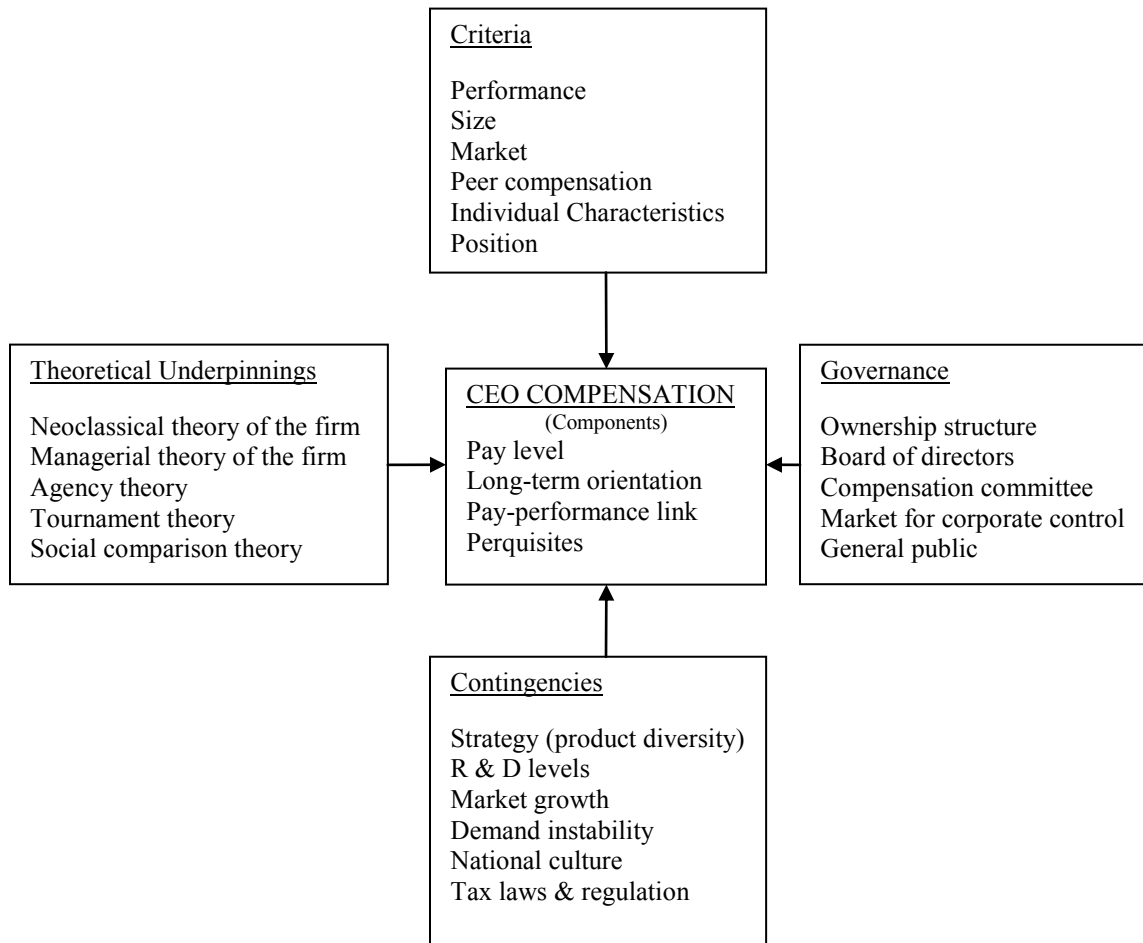 Criteria
Performance
Size
Market
Peer compensation
Individual Characteristics
Position
Theoretical Underpinnings
Neoclassical theory of the firm
Managerial theory of the firm
Agency theory
Tournament theory
Social comparison theory
CEO COMPENSATION
(Components)
Pay level
Long-term orientation
Pay-performance link
Perquisites
Governance
Ownership structure
Board of directors
Compensation committee
Market for corporate control
General public
Contingencies
Strategy (product diversity)
R & D levels
Market growth
Demand instability
National culture
Tax laws & regulation